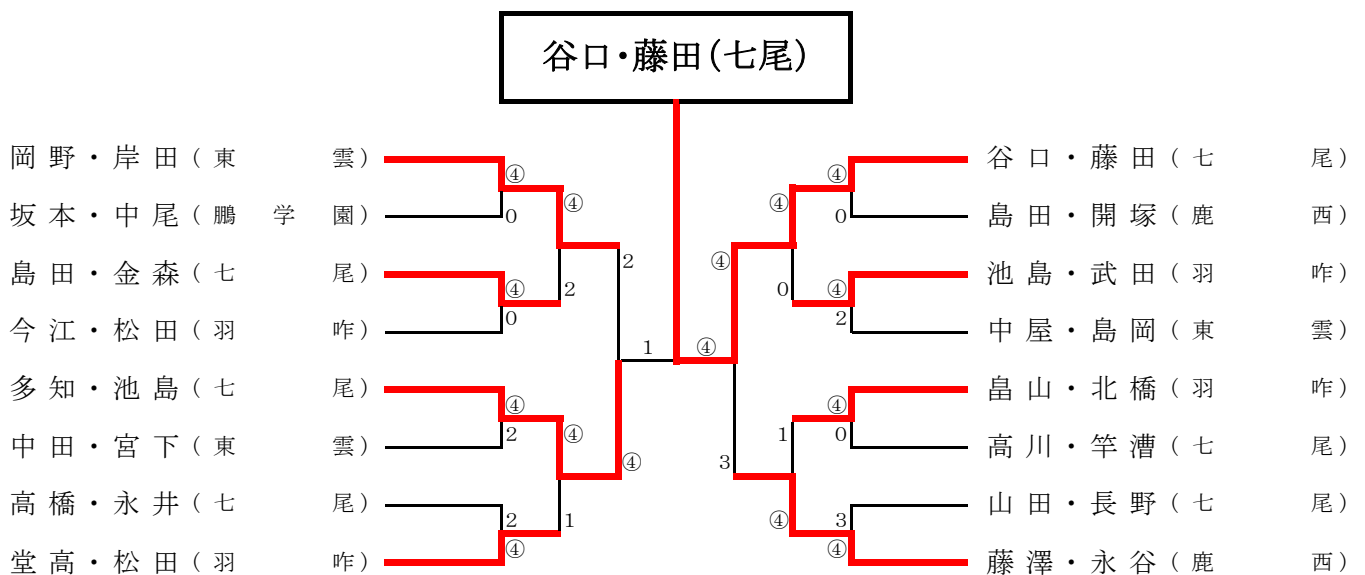 谷口・藤田(七尾)
岡野・岸田(東雲)
④
0
坂本・中尾(鵬学園)
④
2
島田・金森(七尾)
④
0
今江・松田(羽咋)
2
多知・池島(七尾)
④
2
中田・宮下(東雲)
④
1
高橋・永井(七尾)
2
④
堂高・松田(羽咋)
④
1
④
谷口・藤田(七尾)
④
0
島田・開塚(鹿西)
④
0
池島・武田(羽咋)
④
2
中屋・島岡(東雲)
④
畠山・北橋(羽咋)
④
0
高川・竿漕(七尾)
1
④
山田・長野(七尾)
3
④
藤澤・永谷(鹿西)
3